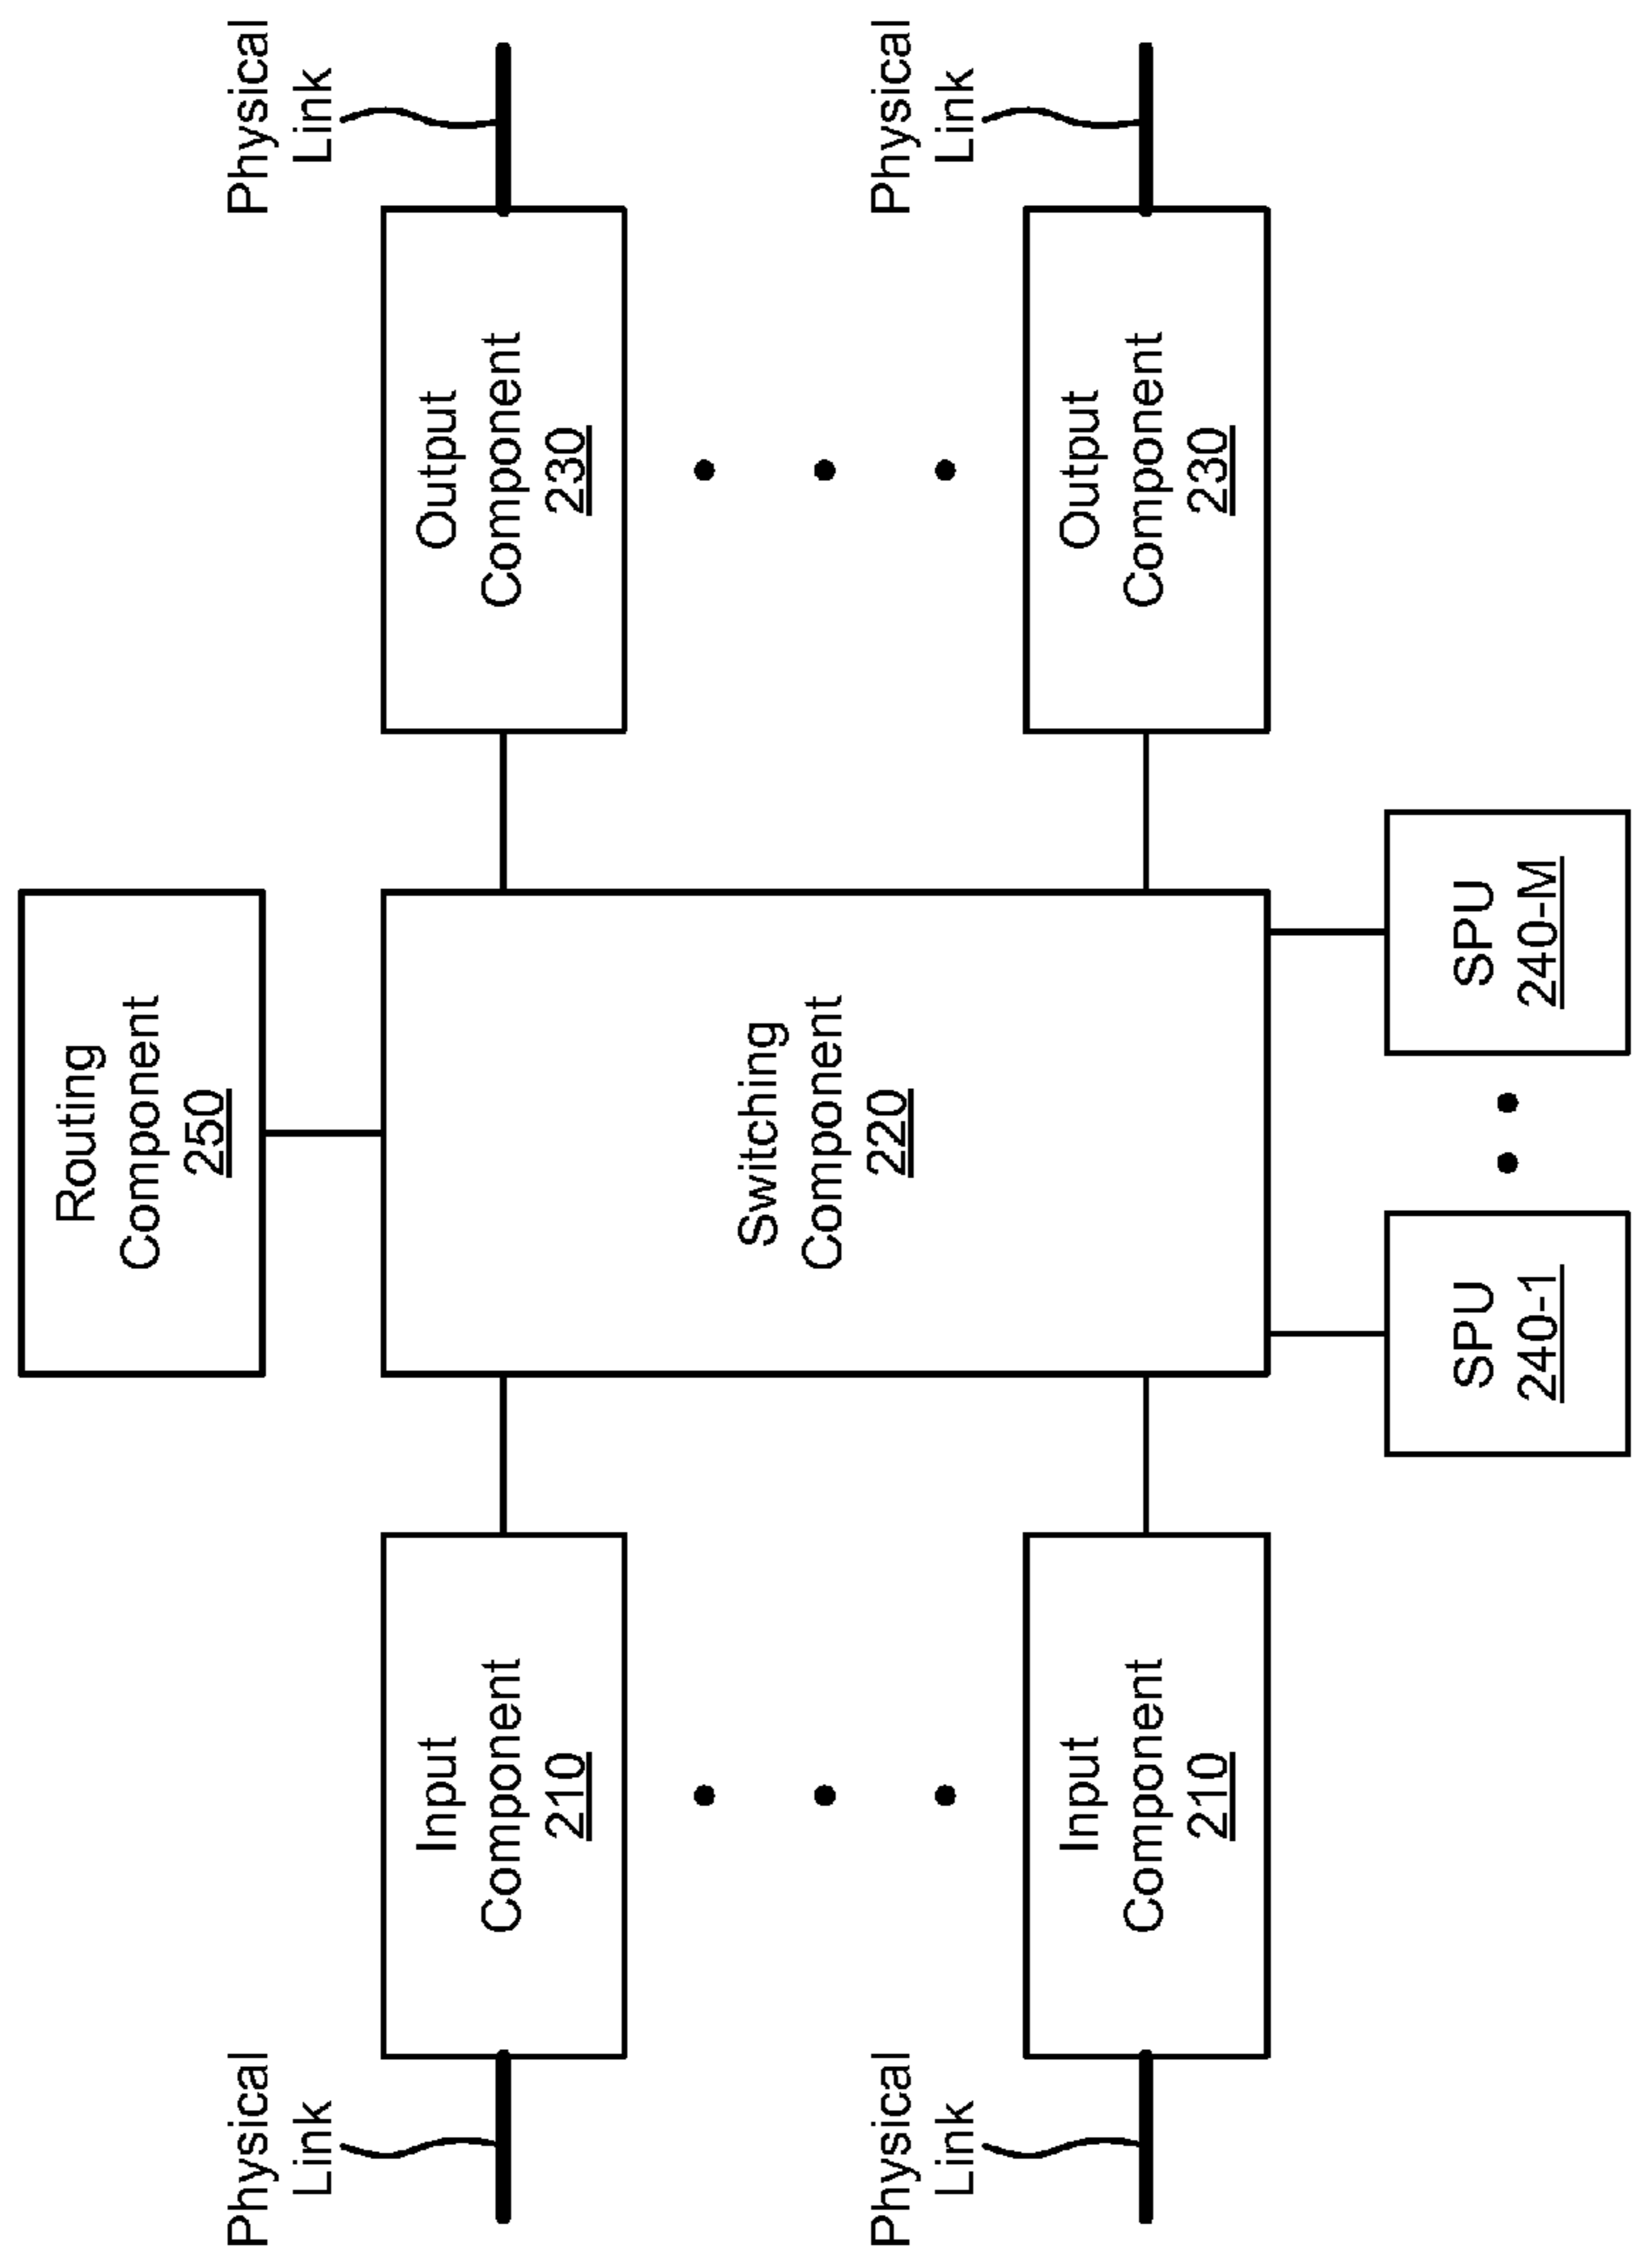 Routing
Component
250
Physical
Link
Physical
Link
Input
Component
210
Switching
Component
220
Output
Component
230
Physical
Link
Physical
Link
Input
Component
210
Output
Component
230
SPU
240-1
SPU
240-M